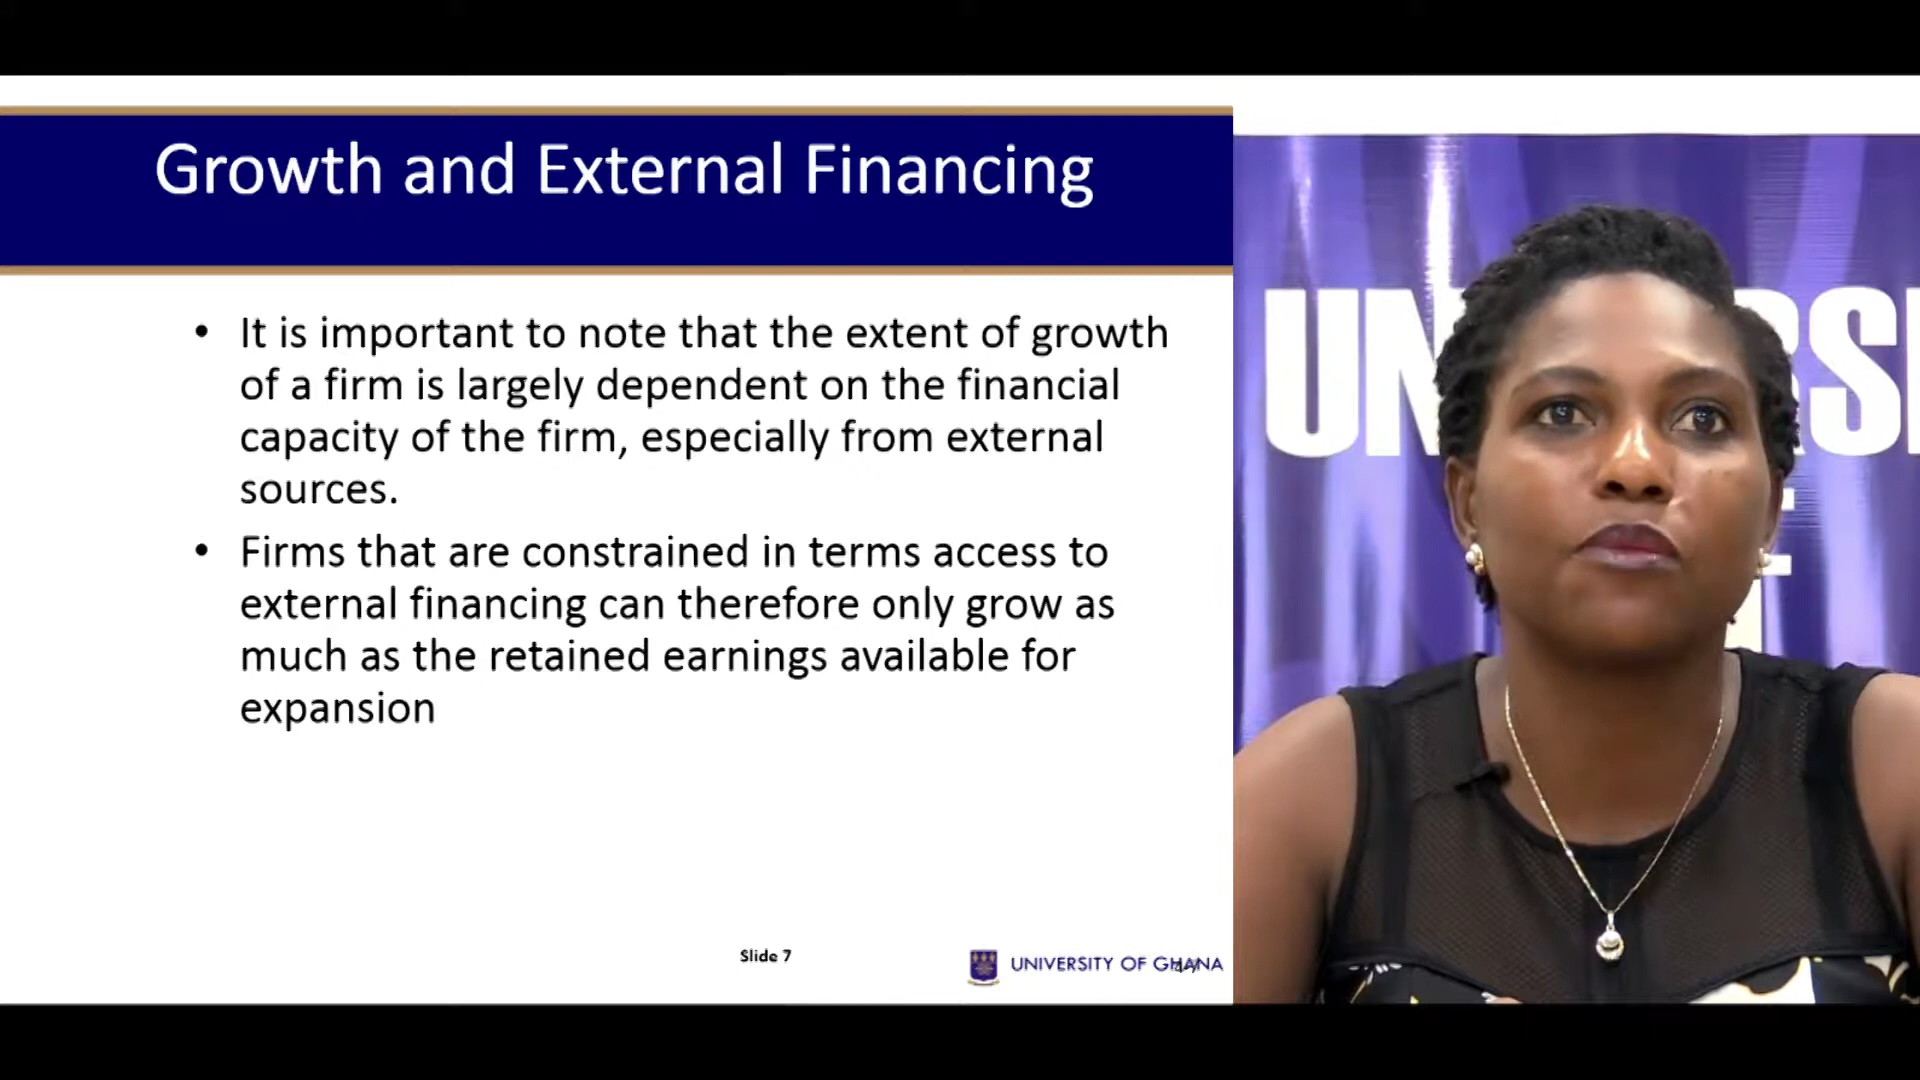 Growth and External Financing
• It is important to note that the extent of growth
of a firm is largely dependent on the financial
capacity of the firm, especially from external
sources.
• Firms that are constrained in terms access to
external financing can therefore only grow as
much as the retained earnings available for
expansion
Slide 7
UNIVERSITY OF GHANA